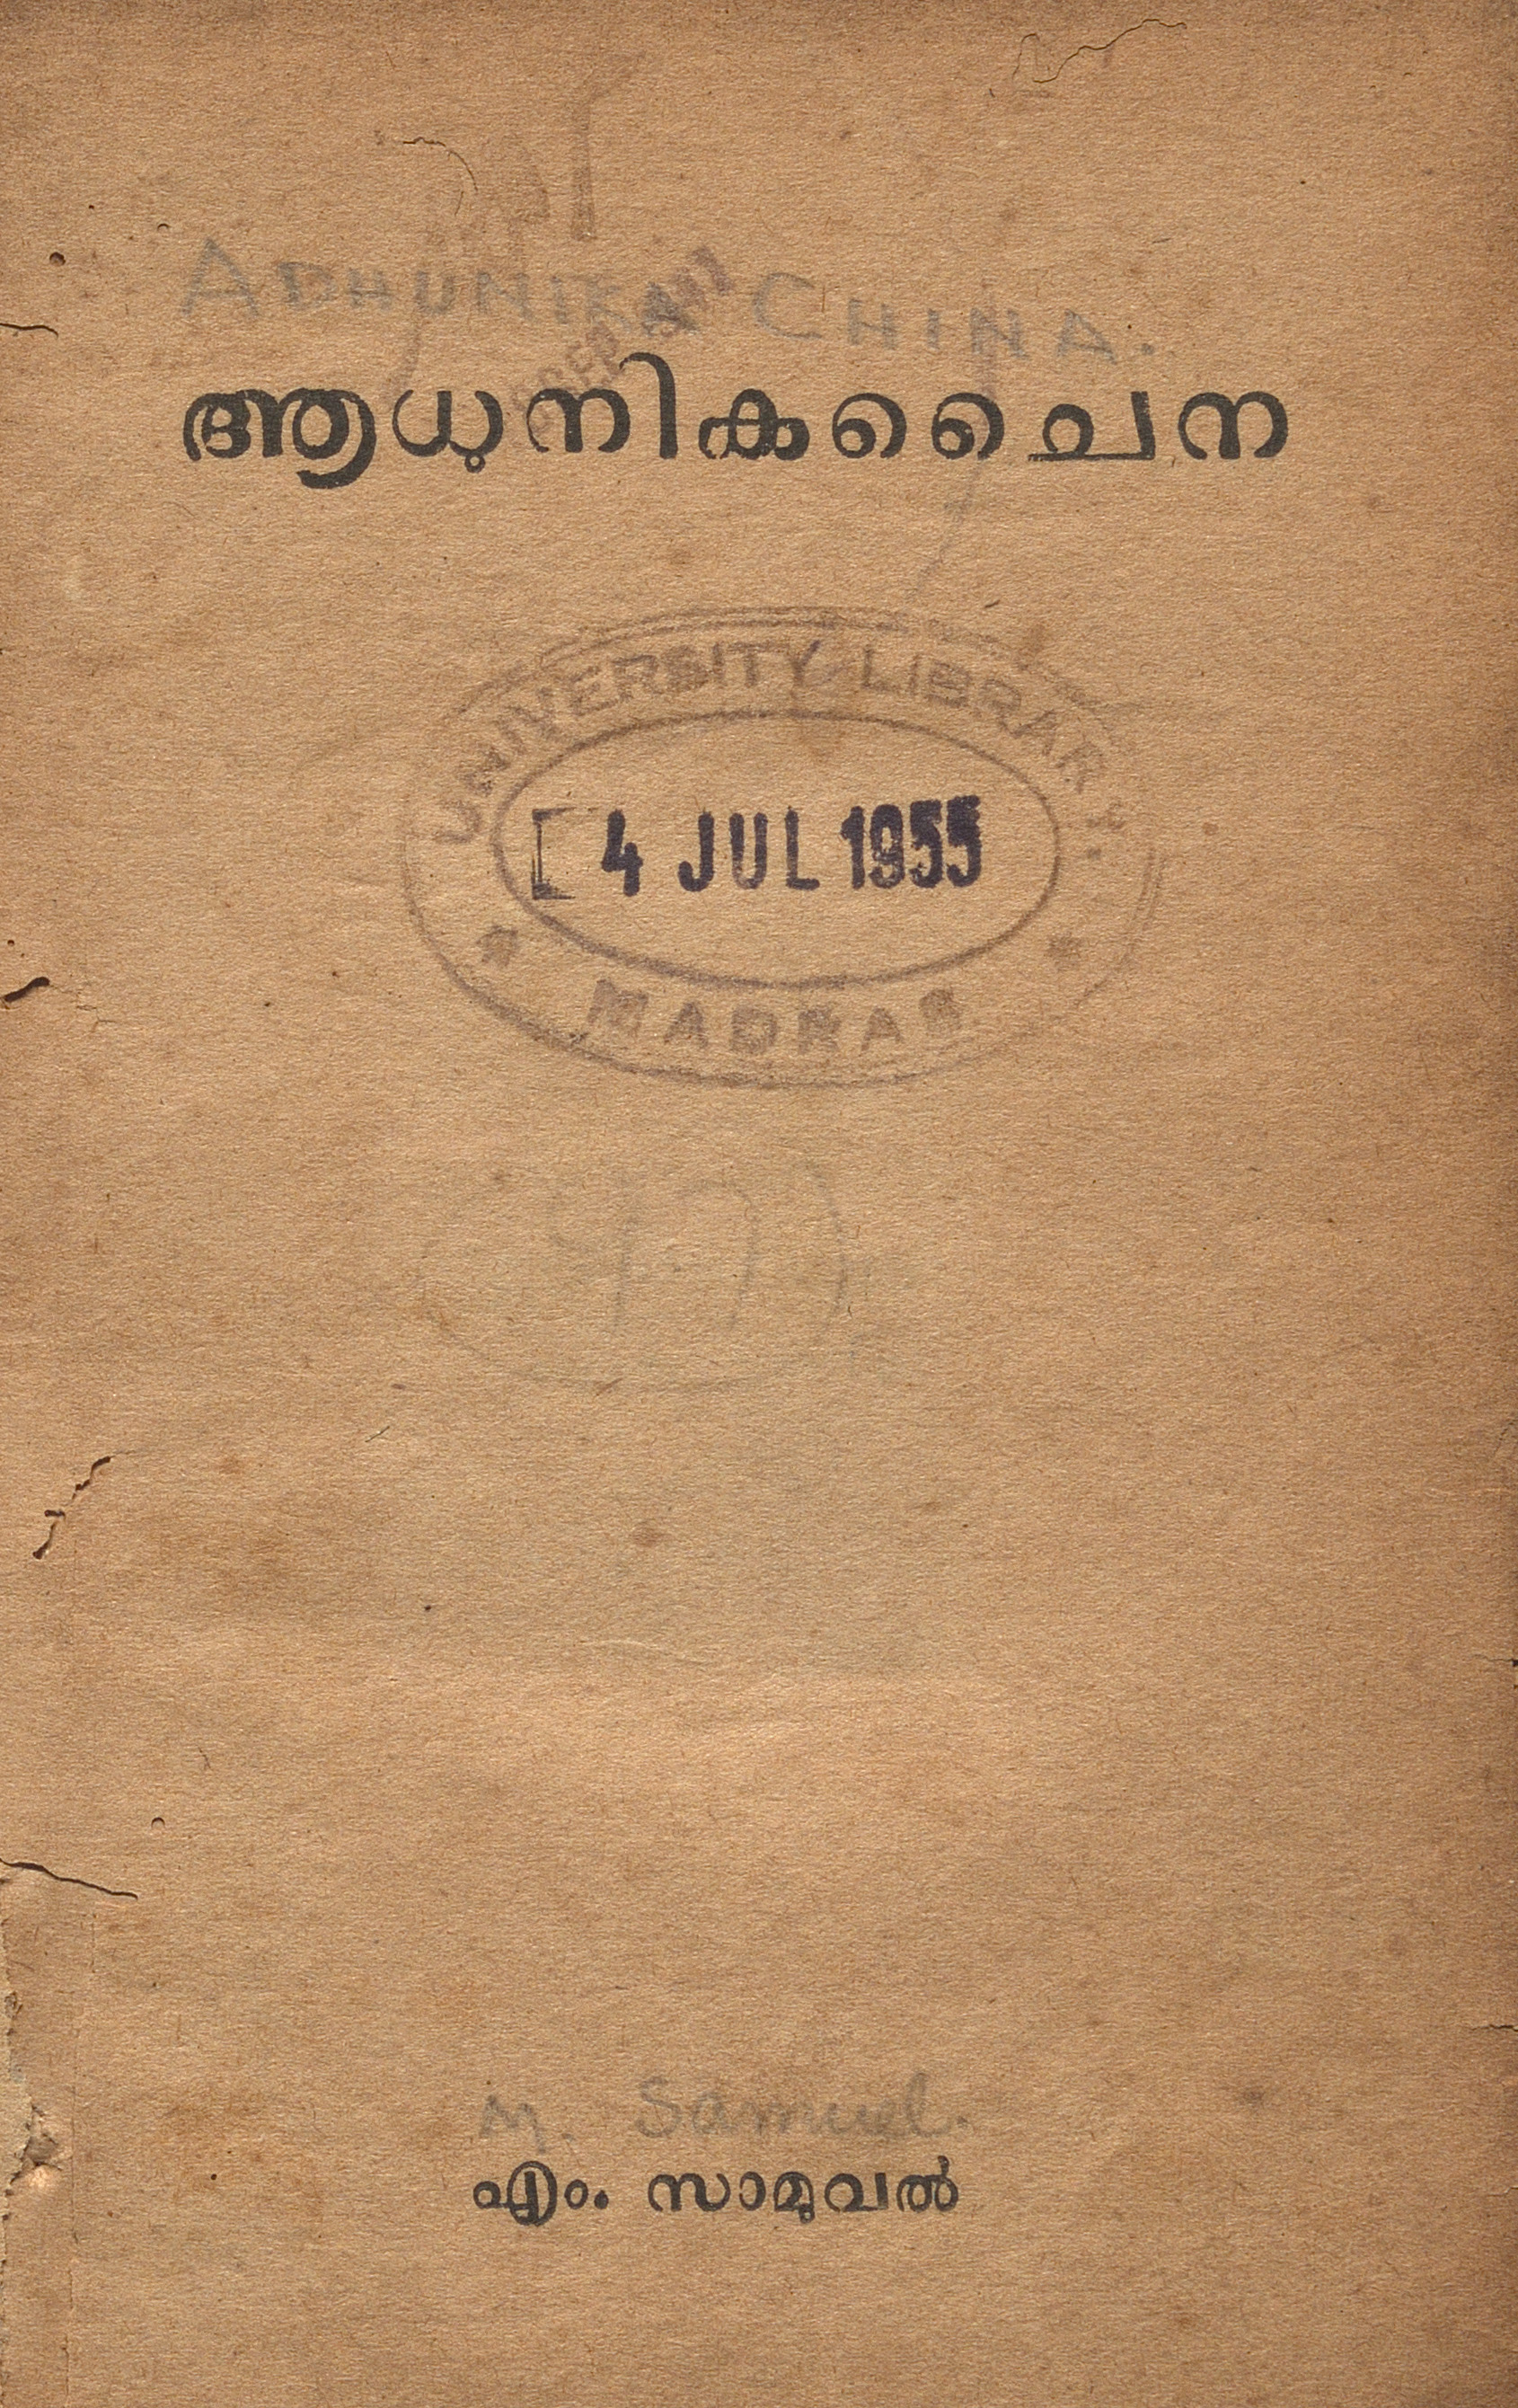 ADHUNIKA CHINA.
ആധുനികചൈന
UNIVERSITY LIBRARY.
4 JUL 1955
MADRAS
M. Samuel.
എം. സാമുവൽ